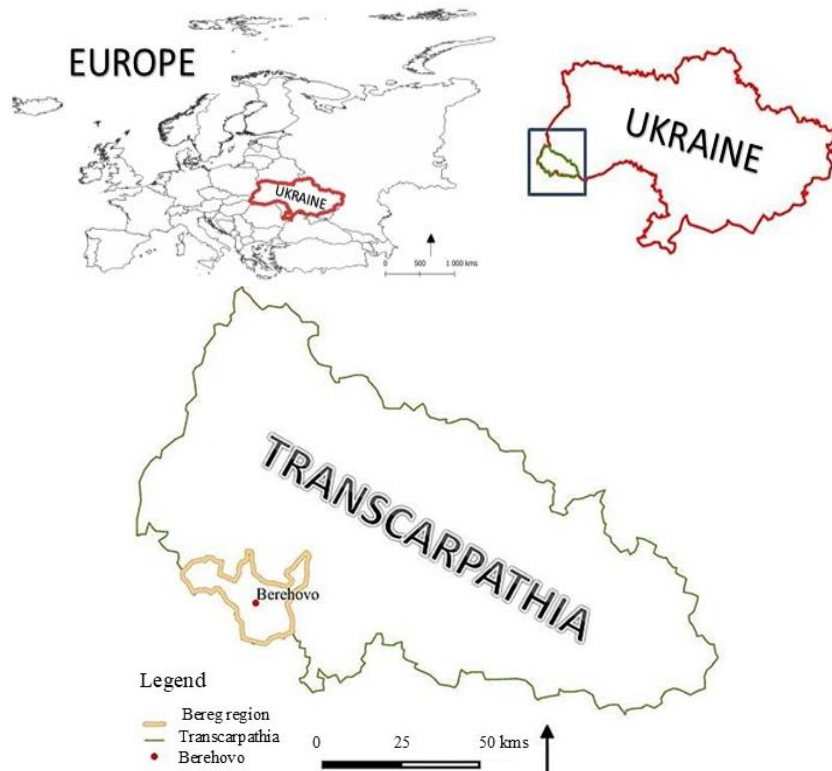 EUROPE
UKRAINE
0 500 1 000 kms.
UKRAINE
TRANSCARPATHIA
Berehovo
Legend
Bereg region
Transcarpathia
Berehovo
0 25 50 kms